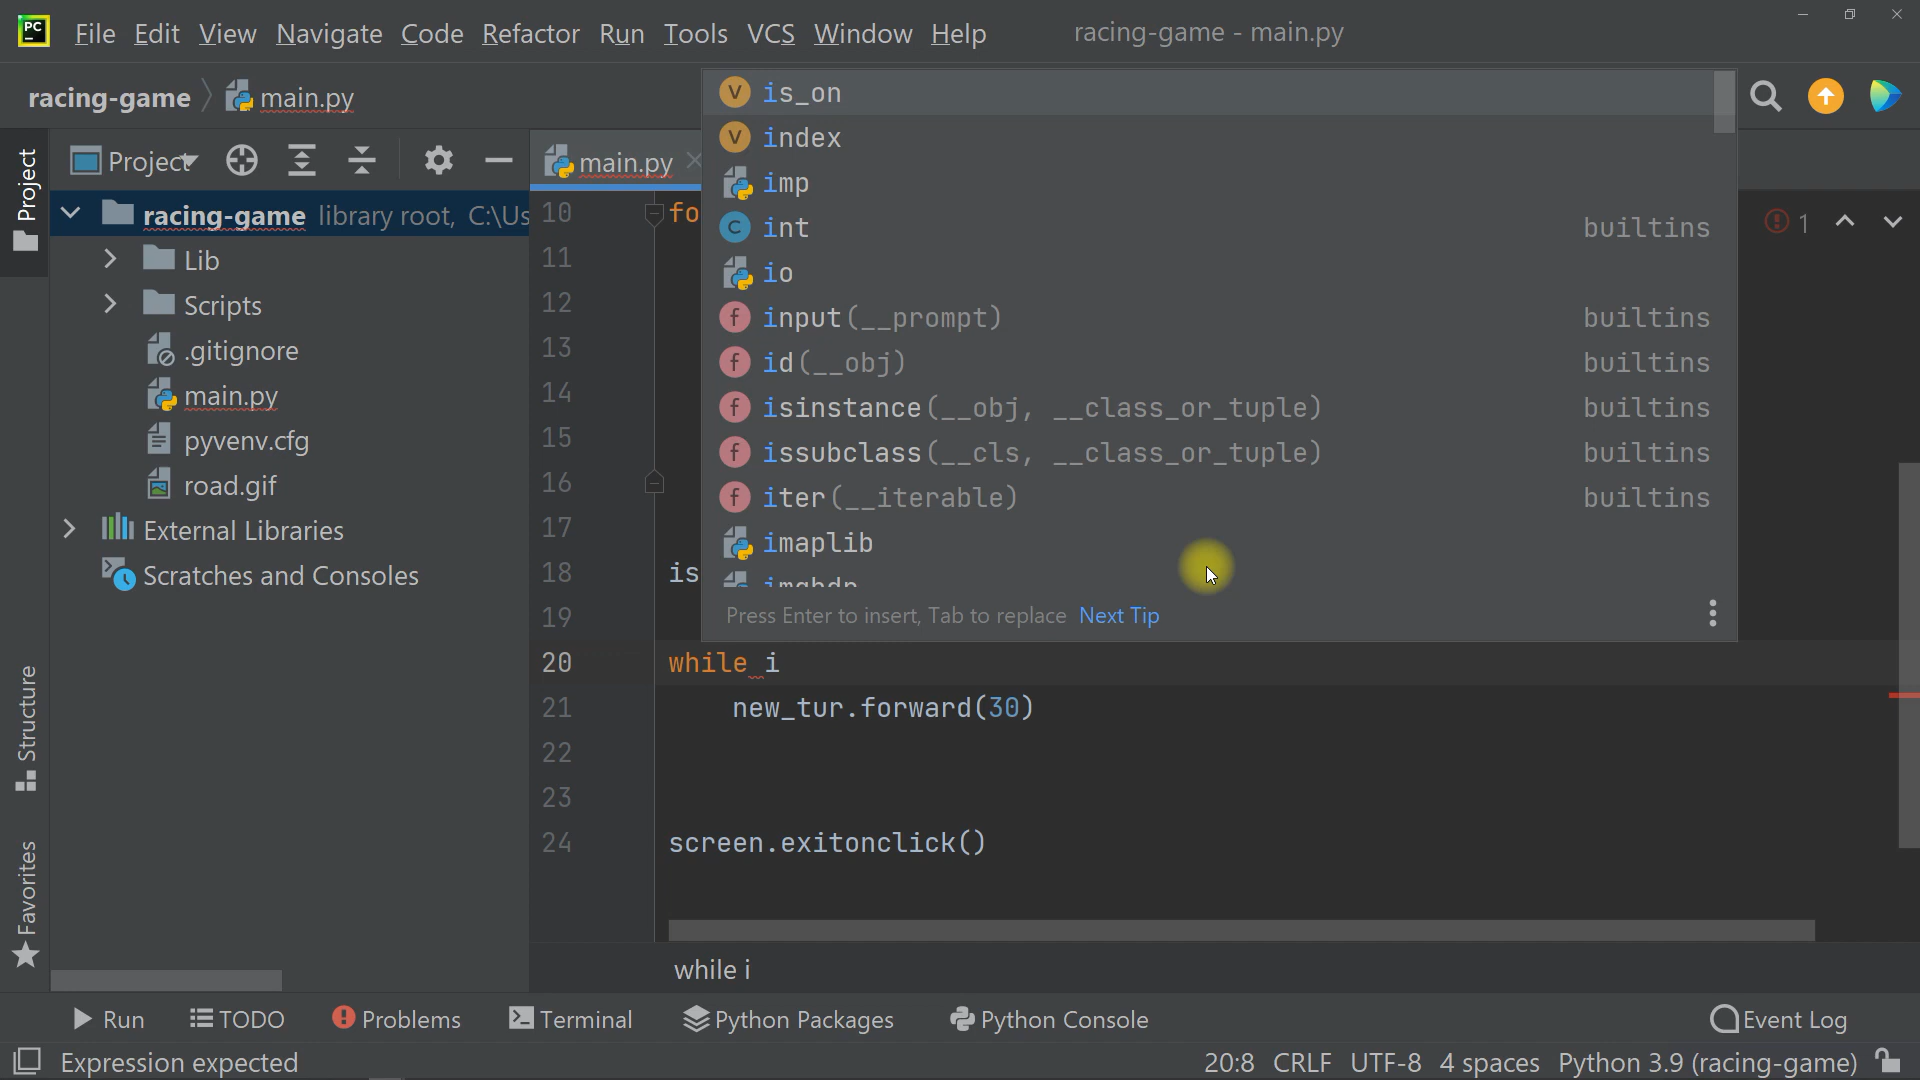 PC File Edit View Navigate Code Refactor Run Tools VCS Window Help racing-game - main.py
racing-game main.py
Project
main.py
racing-game library root, C:\Us
Lib
Scripts
.gitignore
main.py
pyvenv.cfg
road.gif
External Libraries
Scratches and Consoles
Project
Structure
Favorites
is_on
index
imp
int builtins
io
input(__prompt) builtins
id(__obj) builtins
isinstance(__obj, __class_or_tuple) builtins
issubclass(__cls, __class_or_tuple) builtins
iter(__iterable) builtins
imaplib
Press Enter to insert, Tab to replace Next Tip
1
10 fo
11
12
13
14
15
16
17
18 is
19
20 while i
21 new_tur.forward(30)
22
23
24 screen.exitonclick()
while i
Run TODO Problems Terminal Python Packages Python Console Event Log
Expression expected 20:8 CRLF UTF-8 4 spaces Python 3.9 (racing-game)